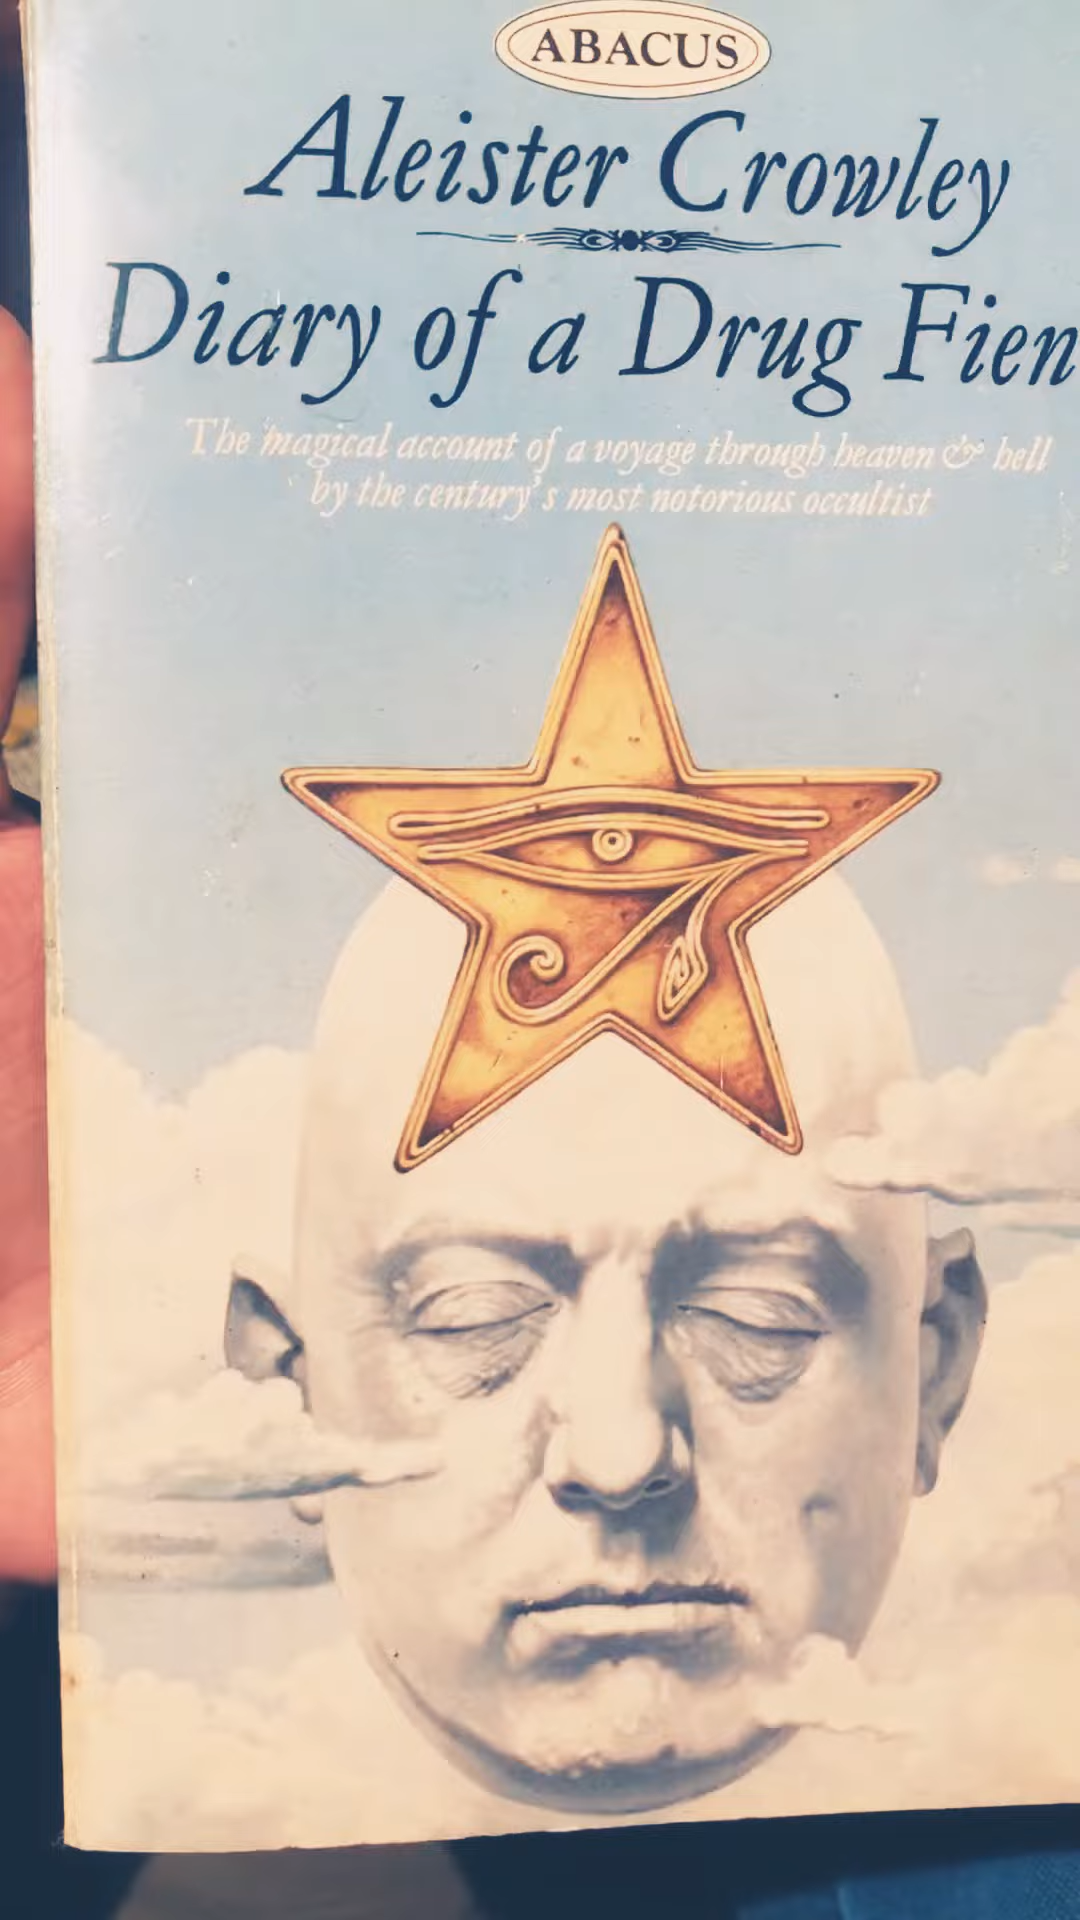 ABACUS
Aleister Crowley
Diary of a Drug Fien
The magical account of a voyage through heaven & hell
by the century's most notorious occultist